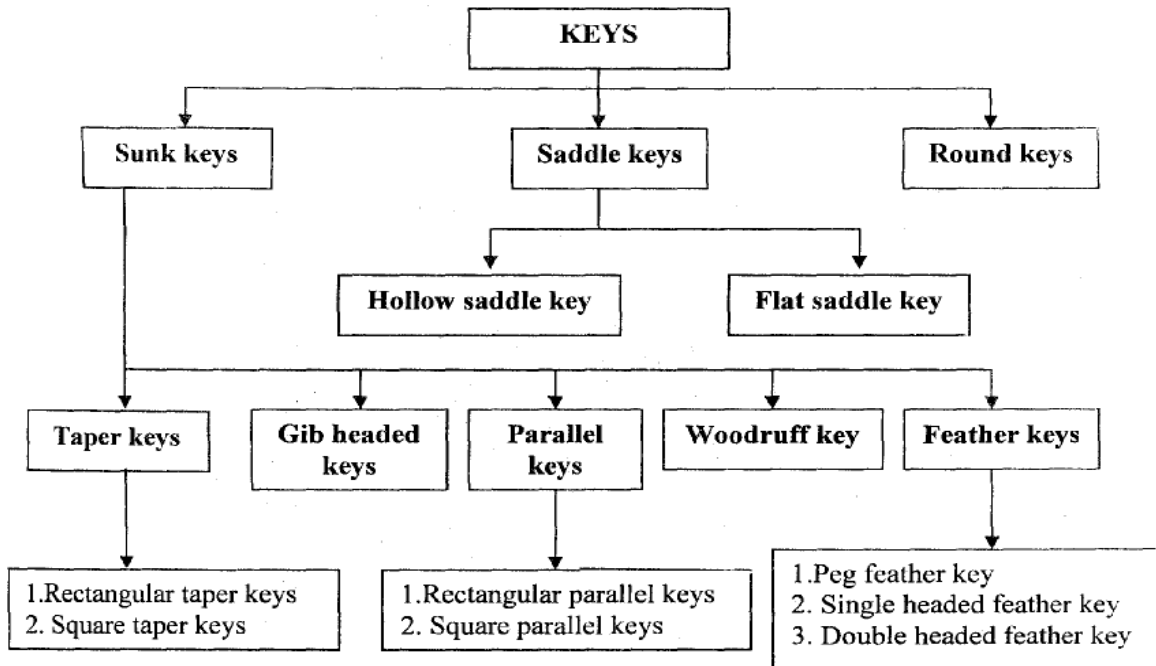 KEYS
Sunk keys
Saddle keys
Round keys
Hollow saddle key
Flat saddle key
Taper keys
Gib headed
keys
Parallel
keys
Woodruff key
Feather keys
1.Rectangular taper keys
2. Square taper keys
1.Rectangular parallel keys
2. Square parallel keys
1.Peg feather key
2. Single headed feather key
3. Double headed feather key